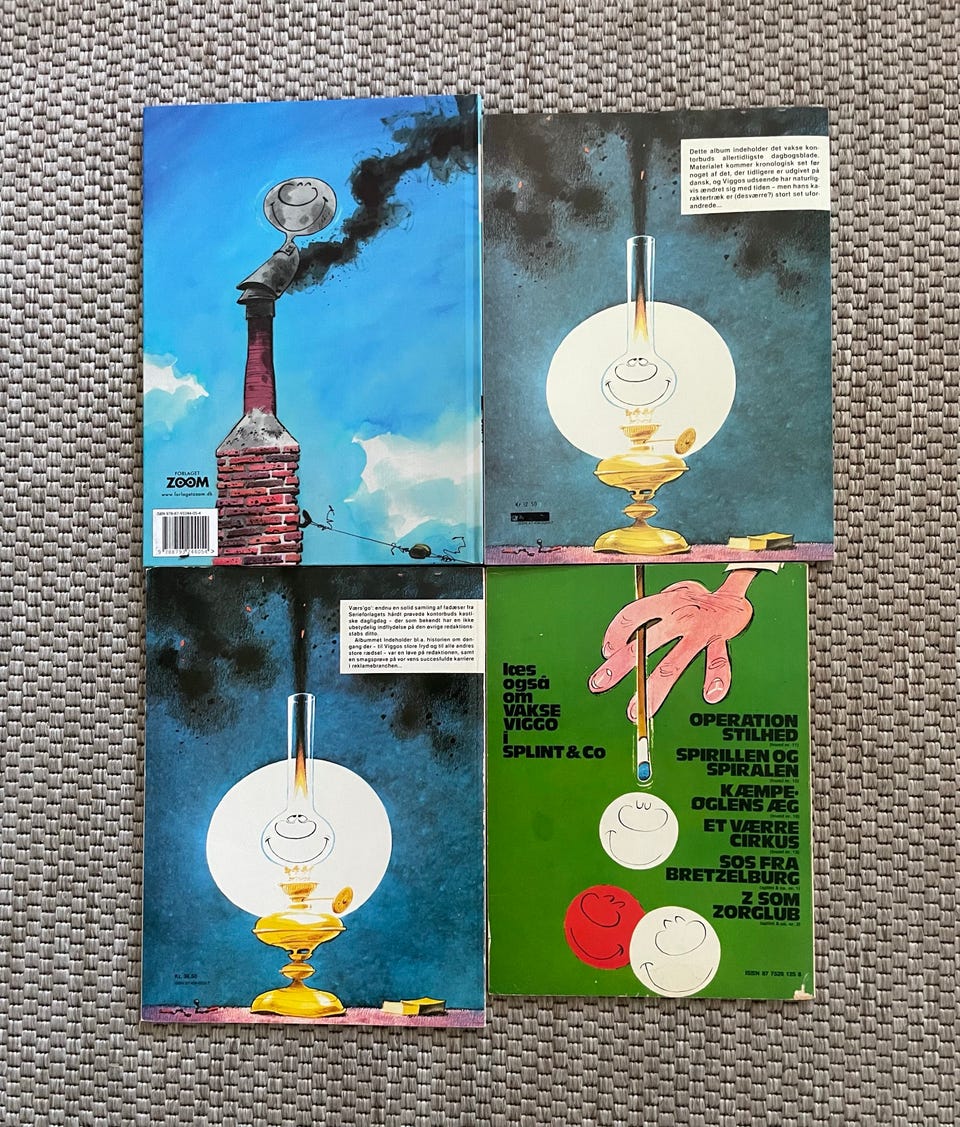 FORLAGET
ZOOM
www.forlagetzoom.dk
Dette album indeholder det vakse kon-
torbuds allertidligste dagbogsblade.
Materialet kommer kronologisk set før
noget af det, der tidligere er udgivet på
dansk, og Viggos udseende har naturlig-
vis ændret sig med tiden – men hans ka-
raktertræk er (desværre?) stort set ufor-
andrede...
Værs'go': endnu en solid samling af fadæser fra
Serieforlagets hårdt prøvede kontorbuds kaoti-
ske dagligdag – der som bekendt har en ikke
ubetydelig indflydelse på den øvrige redaktions-
stabs ditto.
Albummet indeholder bl.a. historien om den-
gang der – til Viggos store fryd og til alle andres
store rædsel – var en løve på redaktionen, samt
en smagsprøve på vor vens succesfulde karriere
i reklamebranchen...
Kr. 38,50
læs
også
om
VAKSE
VIGGO
i
SPLINT & Co
OPERATION
STILHED
SPIRILLEN OG
SPIRALEN
KÆMPE-
ØGLENS ÆG
ET VÆRRE
CIRKUS
SOS FRA
BRETZELBURG
Z SOM
ZORGLUB